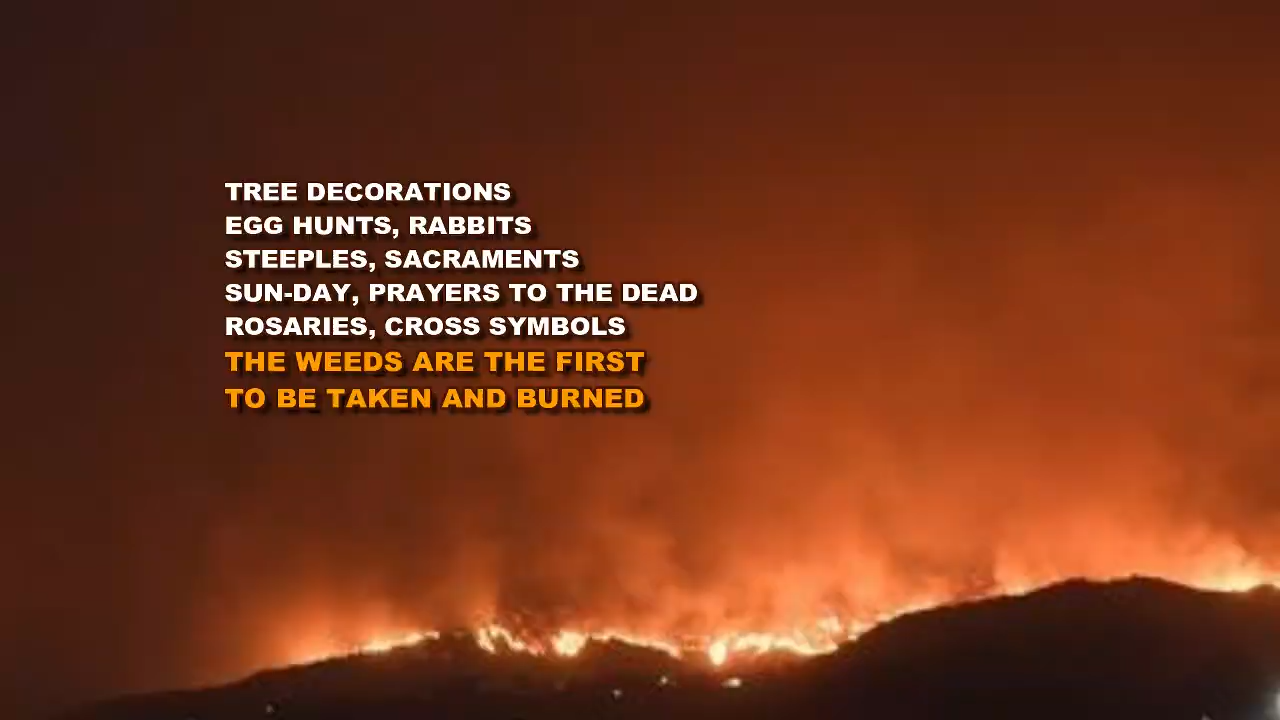 TREE DECORATIONS
EGG HUNTS, RABBITS
STEEPLES, SACRAMENTS
SUN-DAY, PRAYERS TO THE DEAD
ROSARIES, CROSS SYMBOLS
THE WEEDS ARE THE FIRST
TO BE TAKEN AND BURNED